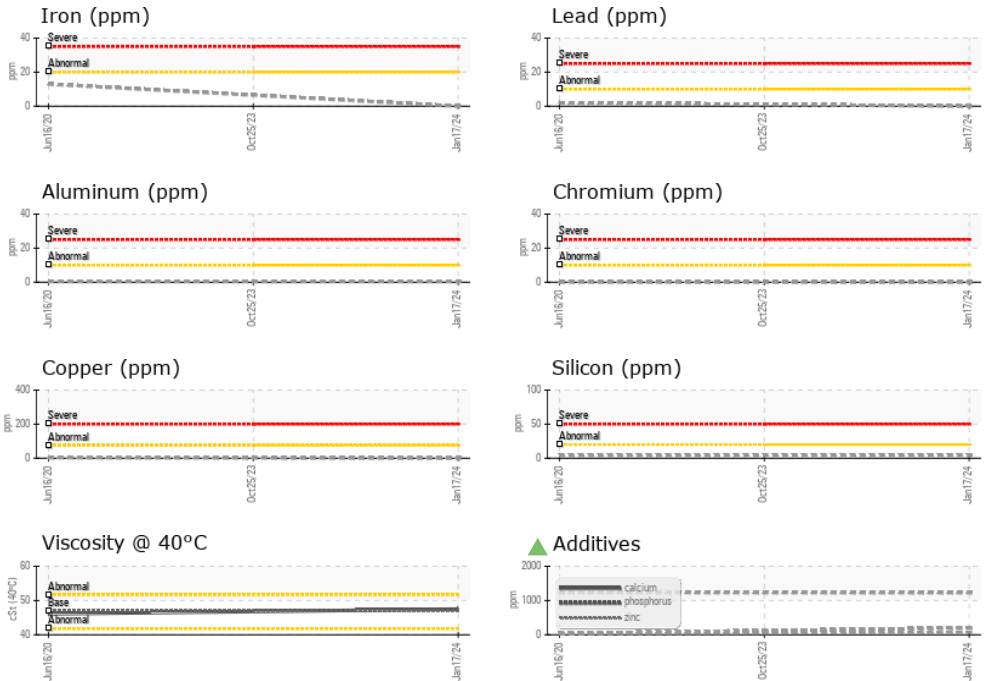 Iron (ppm)
40
20
0
ppm
Severe
Abnormal
Jun16/20
Oct25/23
Jan17/24
Lead (ppm)
40
20
0
ppm
Severe
Abnormal
Jun16/20
Oct25/23
Jan17/24
Aluminum (ppm)
40
20
0
ppm
Severe
Abnormal
Jun16/20
Oct25/23
Jan17/24
Chromium (ppm)
40
20
0
ppm
Severe
Abnormal
Jun16/20
Oct25/23
Jan17/24
Copper (ppm)
400
200
0
ppm
Severe
Abnormal
Jun16/20
Oct25/23
Jan17/24
Silicon (ppm)
100
50
0
ppm
Severe
Abnormal
Jun16/20
Oct25/23
Jan17/24
Viscosity @ 40°C
60
50
40
cSt (40°C)
Abnormal
Base
Abnormal
Jun16/20
Oct25/23
Jan17/24
Additives
2000
1000
0
ppm
calcium
phosphorus
zinc
Jun16/20
Oct25/23
Jan17/24